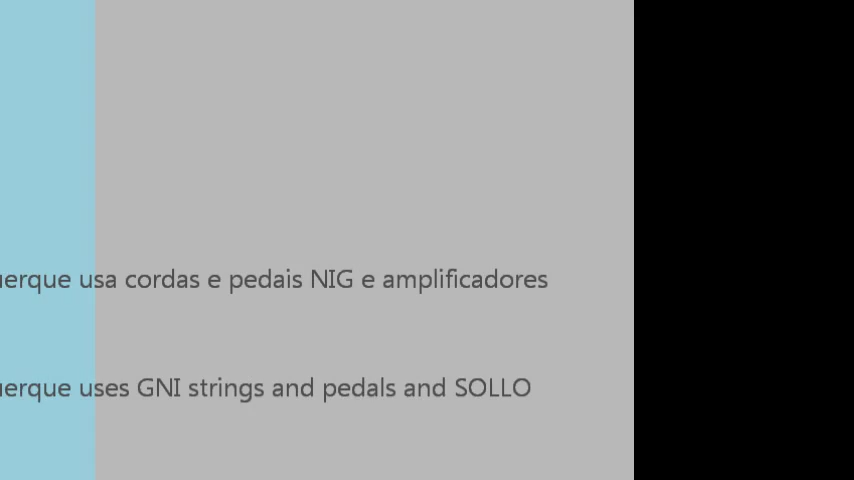 uerque usa cordas e pedais NIG e amplificadores
uerque uses GNI strings and pedals and SOLLO